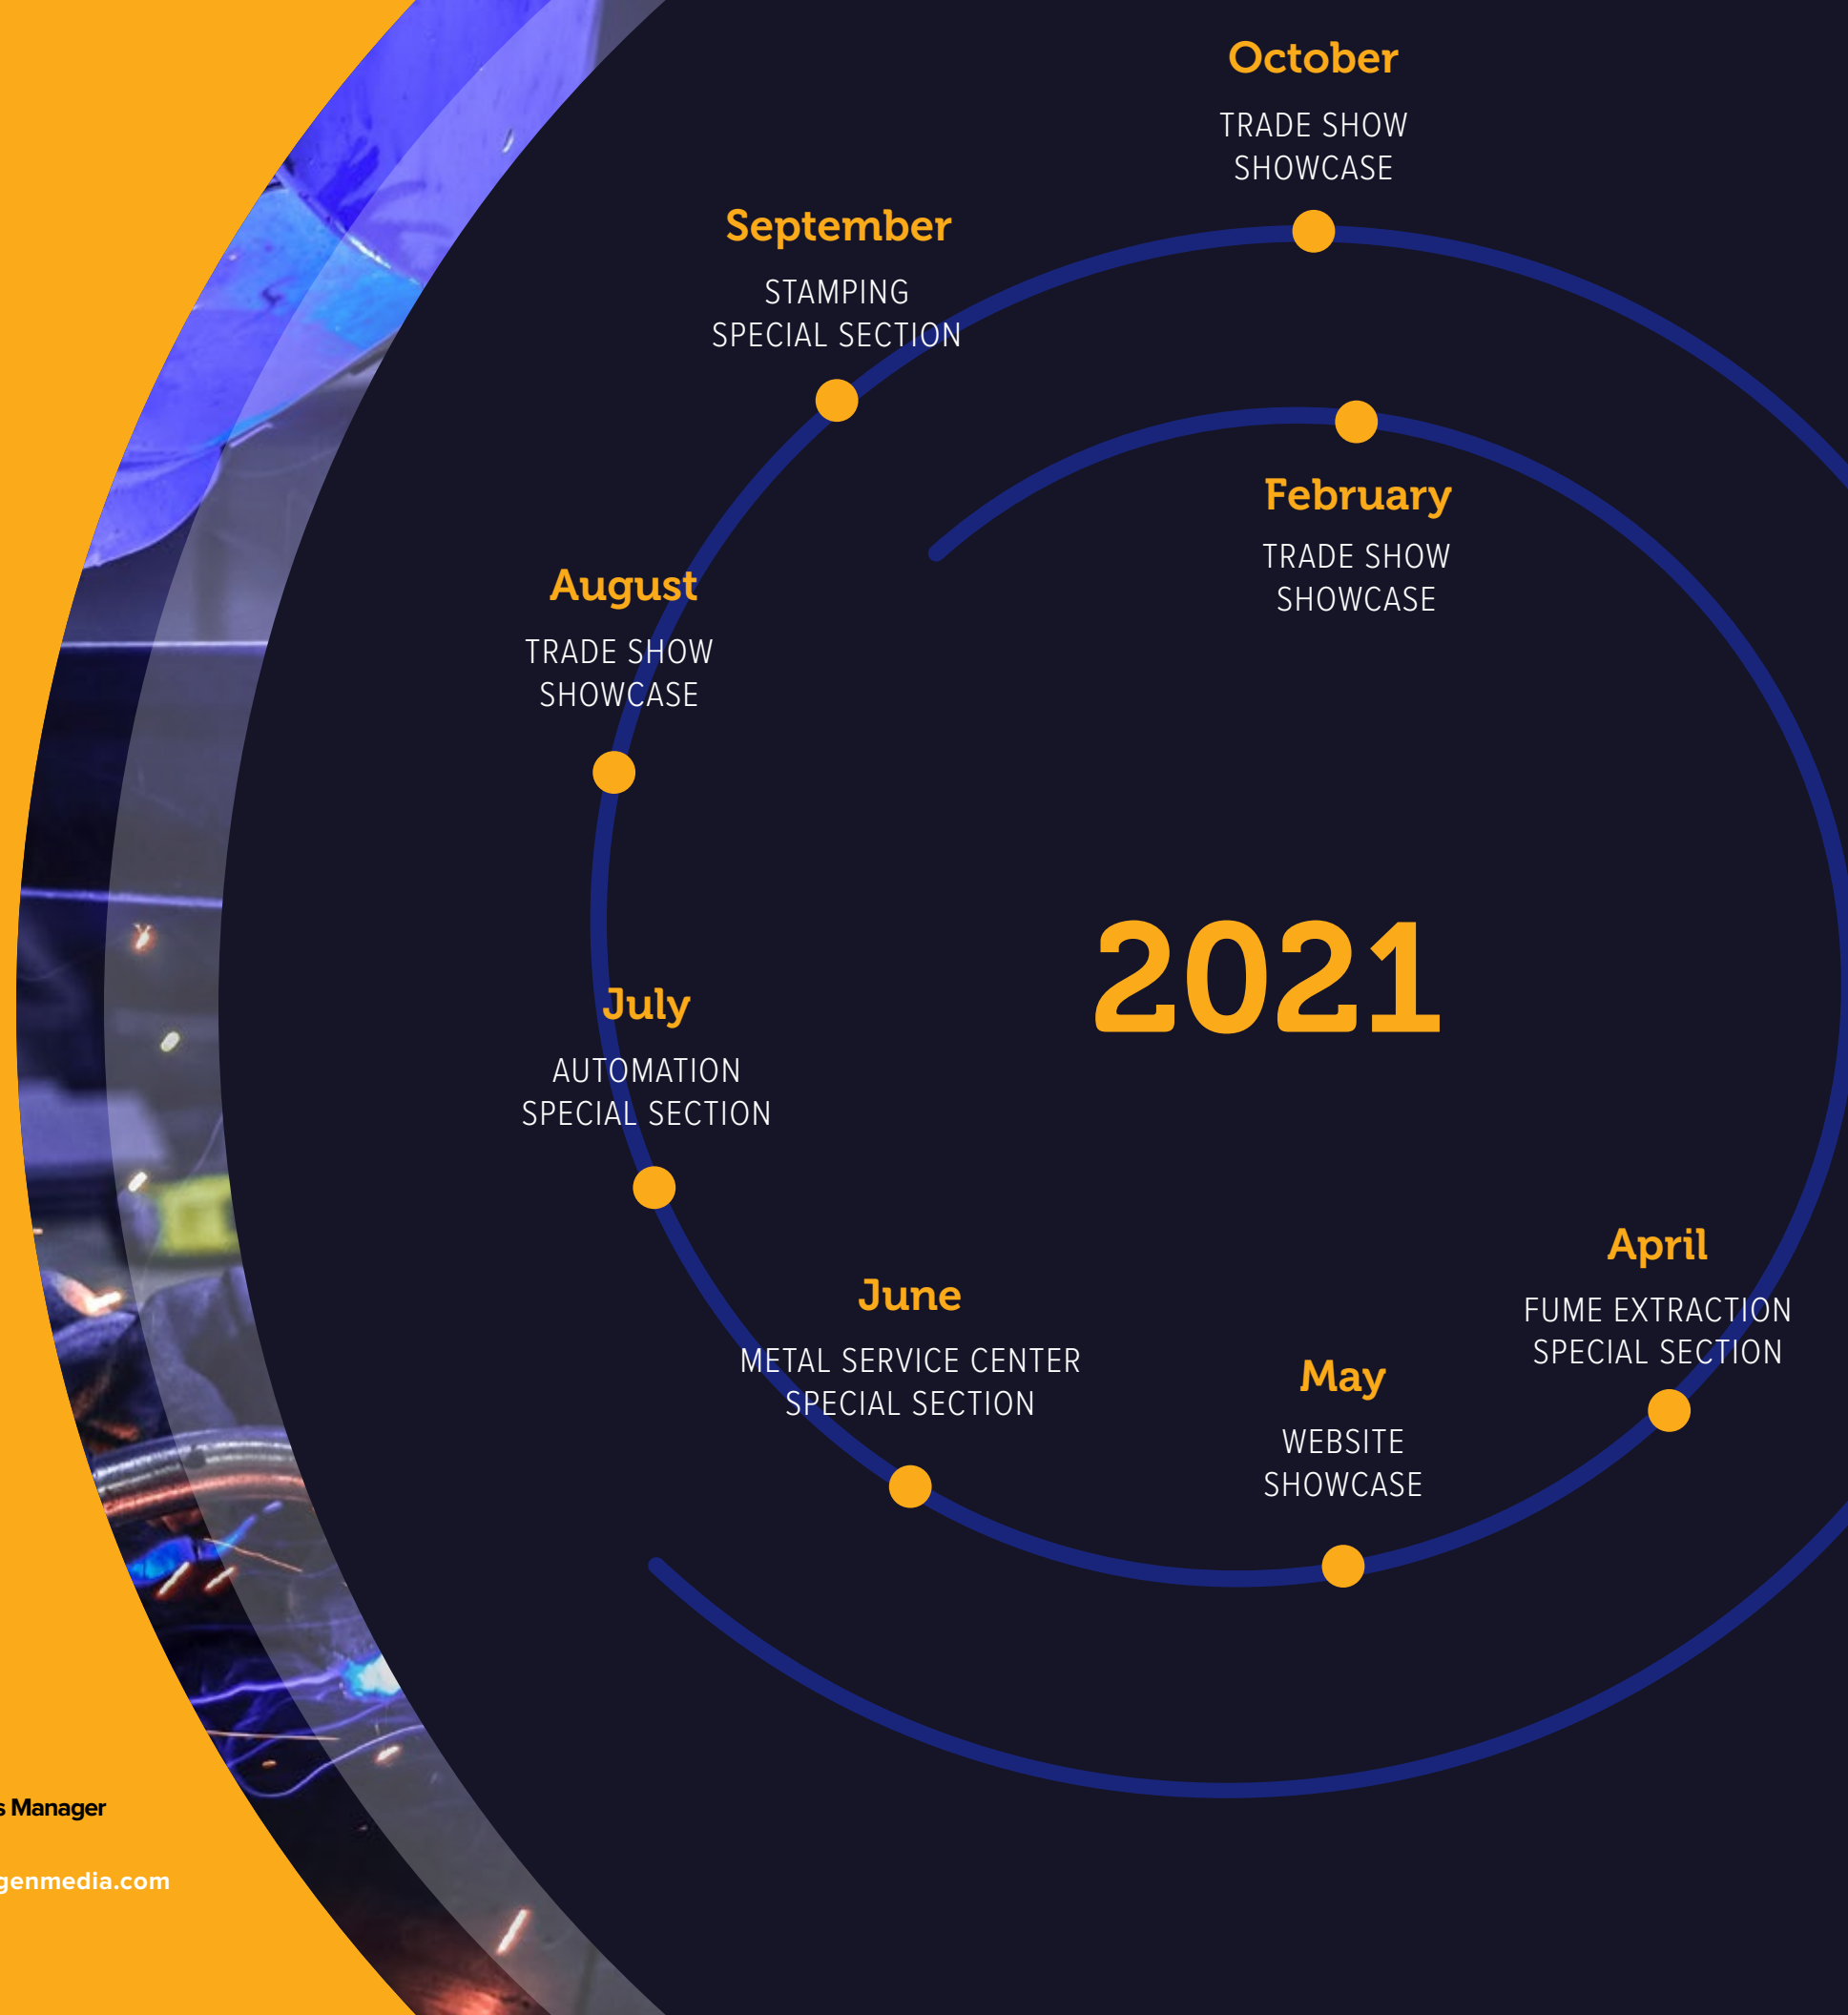 October
TRADE SHOW
SHOWCASE
September
STAMPING
SPECIAL SECTION
February
TRADE SHOW
SHOWCASE
August
TRADE SHOW
SHOWCASE
2021
July
AUTOMATION
SPECIAL SECTION
April
FUME EXTRACTION
SPECIAL SECTION
June
METAL SERVICE CENTER
SPECIAL SECTION
May
WEBSITE
SHOWCASE
s Manager
genmedia.com